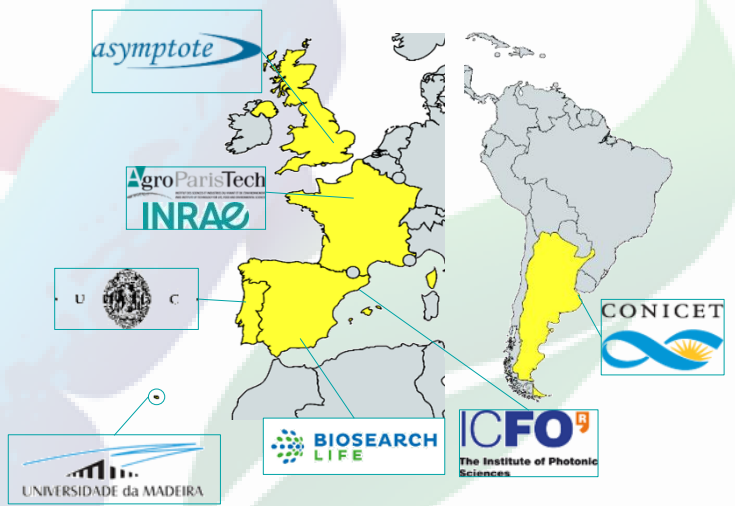 asymptote
AgroParisTech
INRAE
· U C
BIOSEARCH
LIFE
UNIVERSIDADE da MADEIRA
CONICET
ICFO
The Institute of Photonic
Sciences